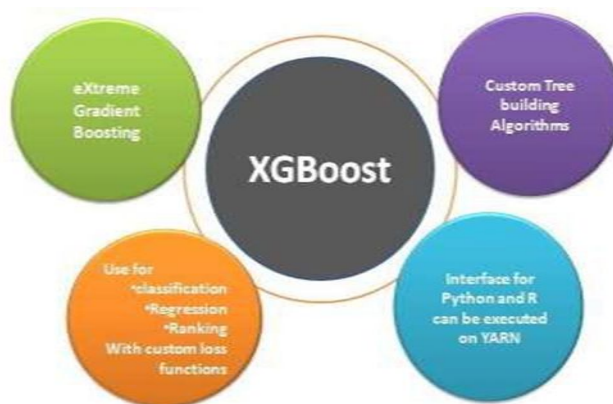 eXtreme
Gradient
Boosting
Custom Tree
building
Algorithms
XGBoost
Use for
•classification
•Regression
•Ranking
With custom loss
functions
Interface for
Python and R
can be executed
on YARN